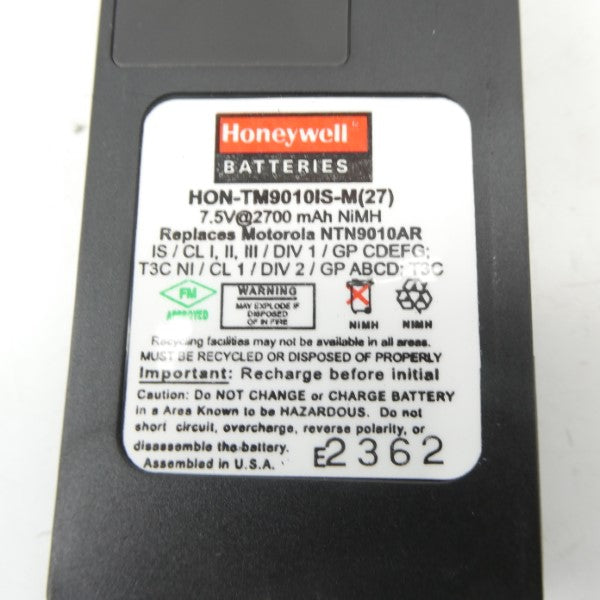 Honeywell
BATTERIES
HON-TM9010IS-M(27)
7.5V@2700 mAh NiMH
Replaces Motorola NTN9010AR
IS / CL I, II, III / DIV 1 / GP CDEFG;
T3C NI / CL 1 / DIV 2 / GP ABCD; T3C
FM
APPROVED
WARNING
MAY EXPLODE IF
DISPOSED
OF IN FIRE
NiMH
NiMH
Recycling facilities may not be available in all areas.
MUST BE RECYCLED OR DISPOSED OF PROPERLY
Important: Recharge before initial
Caution: Do NOT CHANGE or CHARGE BATTERY
in a Area Known to be HAZARDOUS. Do not
short circuit, overcharge, reverse polarity, or
disassemble the battery.
Assembled in U.S.A.
E2362